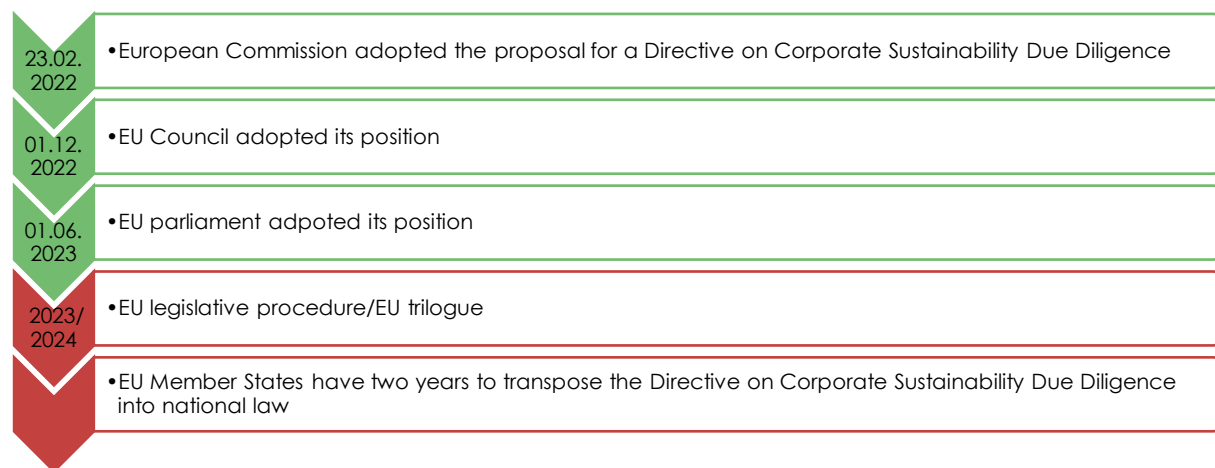 23.02.
2022
•European Commission adopted the proposal for a Directive on Corporate Sustainability Due Diligence
01.12.
2022
•EU Council adopted its position
01.06.
2023
•EU parliament adpoted its position
2023/
2024
•EU legislative procedure/EU trilogue
•EU Member States have two years to transpose the Directive on Corporate Sustainability Due Diligence
into national law